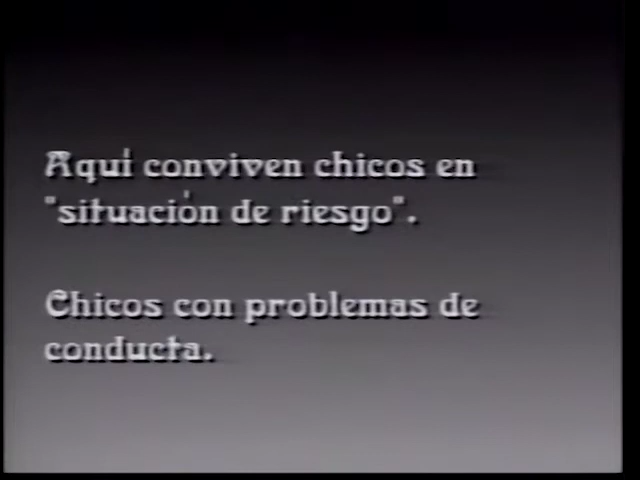 Aquí conviven chicos en
"situación de riesgo".
Chicos con problemas de
conducta.